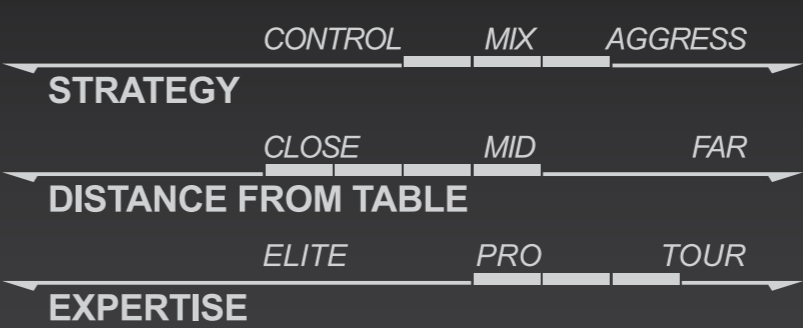 CONTROL MIX AGGRESS
STRATEGY
CLOSE MID FAR
DISTANCE FROM TABLE
ELITE PRO TOUR
EXPERTISE